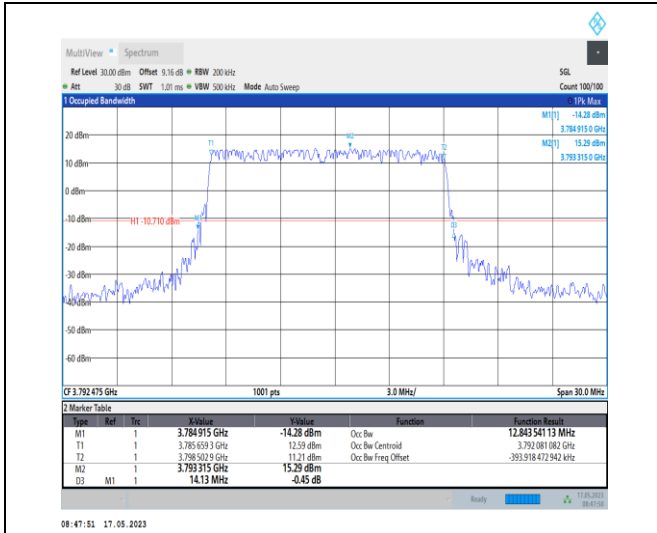 MultiView Spectrum
Ref Level 30.00 dBm Offset 9.16 dB RBW 200 kHz SGL
Att 30 dB SWT 1.01 ms VBW 500 kHz Mode Auto Sweep Count 100/100
1 Occupied Bandwidth 1Pk Max
M1[1] -14.28 dBm
3.784 915 0 GHz
M2[1] 15.29 dBm
3.793 315 0 GHz
20 dBm
T1 M2 T2
10 dBm
0 dBm
-10 dBm
H1 -10.710 dBm
M1 D3
-20 dBm
-30 dBm
-40 dBm
-50 dBm
-60 dBm
CF 3.792 475 GHz 1001 pts 3.0 MHz/ Span 30.0 MHz
2 Marker Table
Type Ref Trc X-Value Y-Value Function Function Result
M1 1 3.784 915 GHz -14.28 dBm Occ Bw 12.843 541 13 MHz
T1 1 3.785 659 3 GHz 12.59 dBm Occ Bw Centroid 3.792 081 082 GHz
T2 1 3.798 502 9 GHz 11.21 dBm Occ Bw Freq Offset -393.918 472 942 kHz
M2 1 3.793 315 GHz 15.29 dBm
D3 M1 1 14.13 MHz -0.45 dB
Ready 17.05.2023
08:47:50
08:47:51 17.05.2023